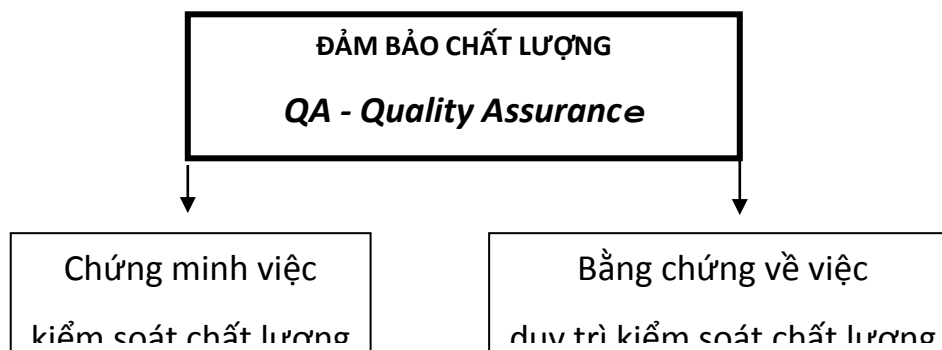 ĐẢM BẢO CHẤT LƯỢNG
QA - Quality Assurance
Chứng minh việc
kiểm soát chất lượng
Bằng chứng về việc
duy trì kiểm soát chất lượng